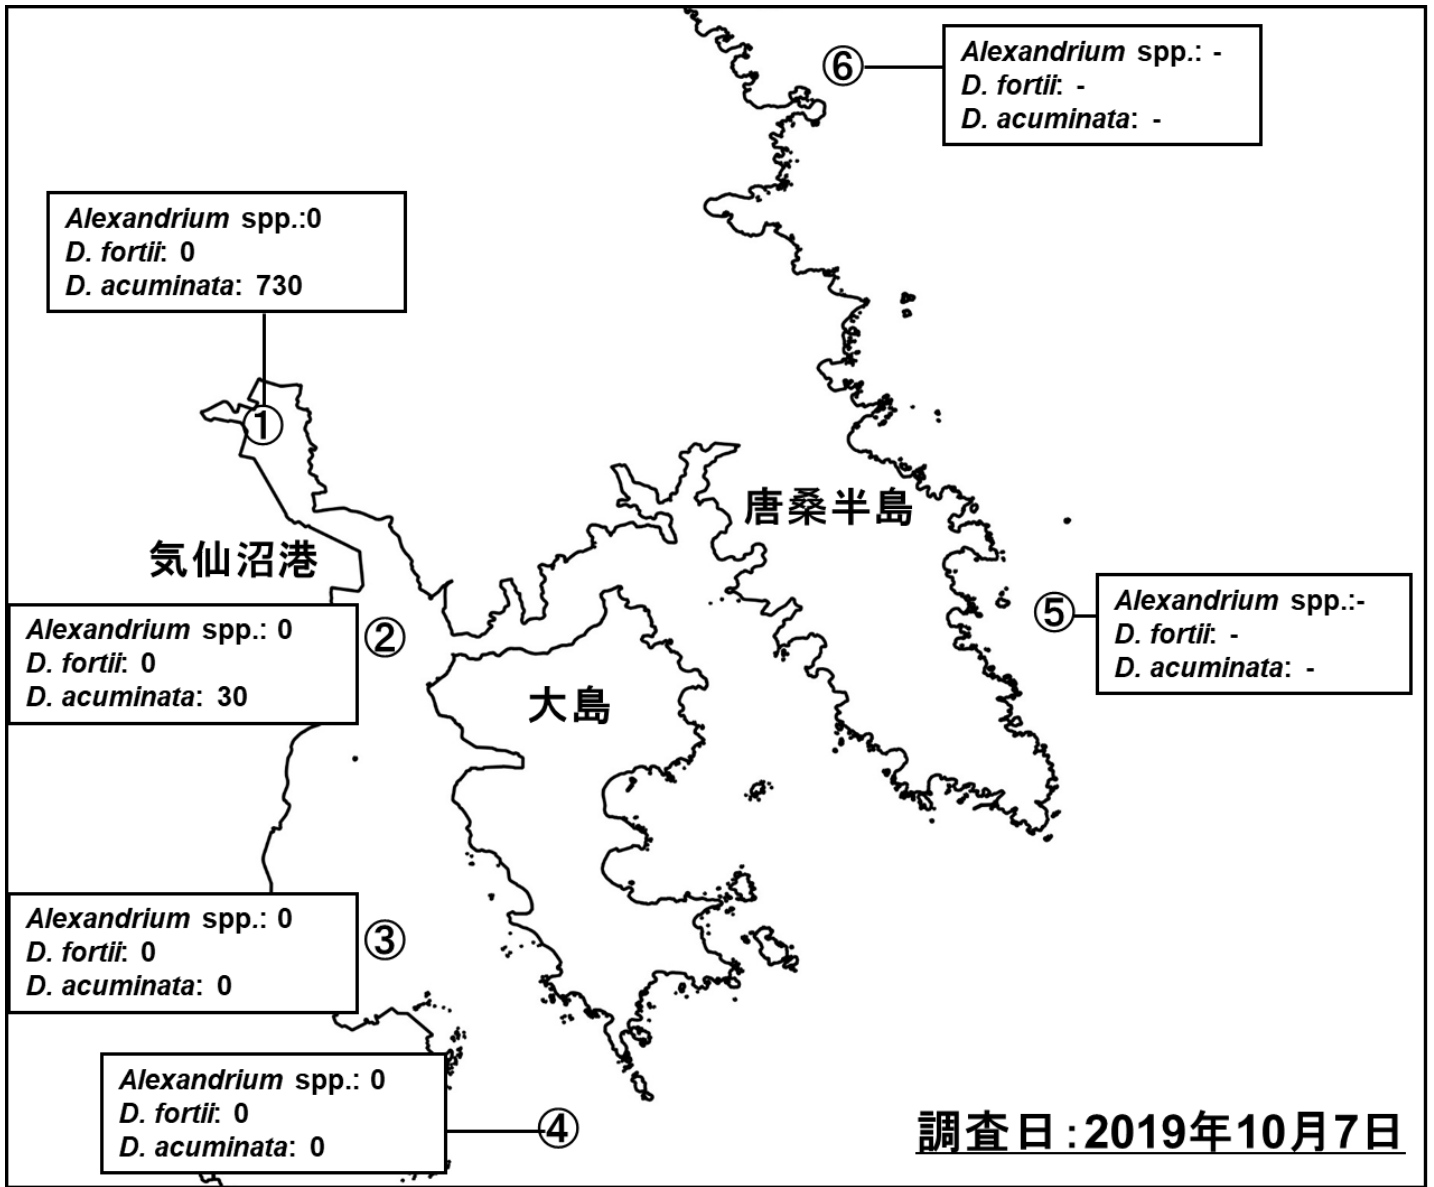 ⑥
Alexandrium spp.: -
D. fortii: -
D. acuminata: -
Alexandrium spp.:0
D. fortii: 0
D. acuminata: 730
①
唐桑半島
気仙沼港
⑤
Alexandrium spp.:-
D. fortii: -
D. acuminata: -
Alexandrium spp.: 0
D. fortii: 0
D. acuminata: 30
②
大島
Alexandrium spp.: 0
D. fortii: 0
D. acuminata: 0
③
Alexandrium spp.: 0
D. fortii: 0
D. acuminata: 0
④
調査日：2019年10月7日